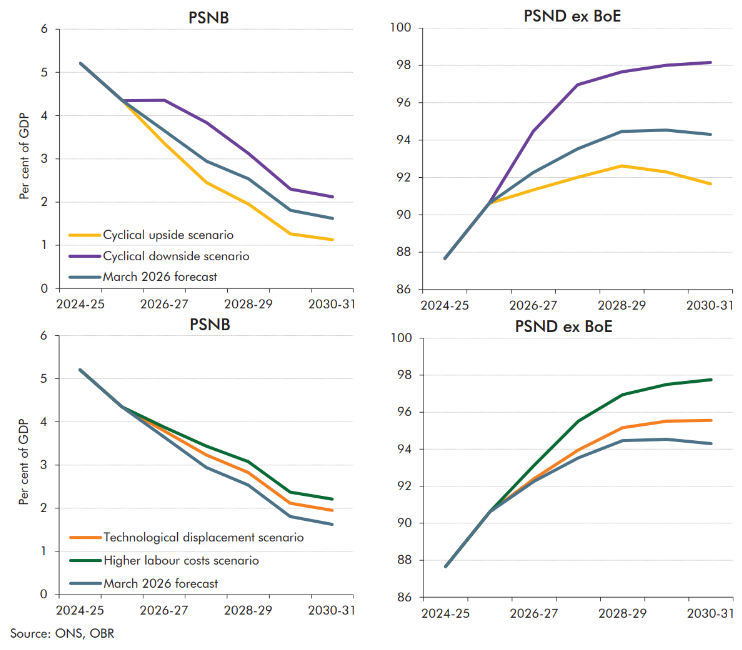 PSNB
6
5
4
3
2
1
0
Per cent of GDP
Cyclical upside scenario
Cyclical downside scenario
March 2026 forecast
2024-25 2026-27 2028-29 2030-31
PSND ex BoE
100
98
96
94
92
90
88
86
2024-25 2026-27 2028-29 2030-31
PSNB
6
5
4
3
2
1
0
Per cent of GDP
Technological displacement scenario
Higher labour costs scenario
March 2026 forecast
2024-25 2026-27 2028-29 2030-31
PSND ex BoE
100
98
96
94
92
90
88
86
2024-25 2026-27 2028-29 2030-31
Source: ONS, OBR